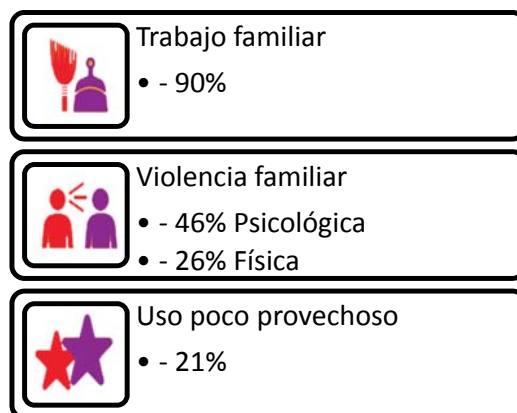 Trabajo familiar
• - 90%
Violencia familiar
• - 46% Psicológica
• - 26% Física
Uso poco provechoso
• - 21%